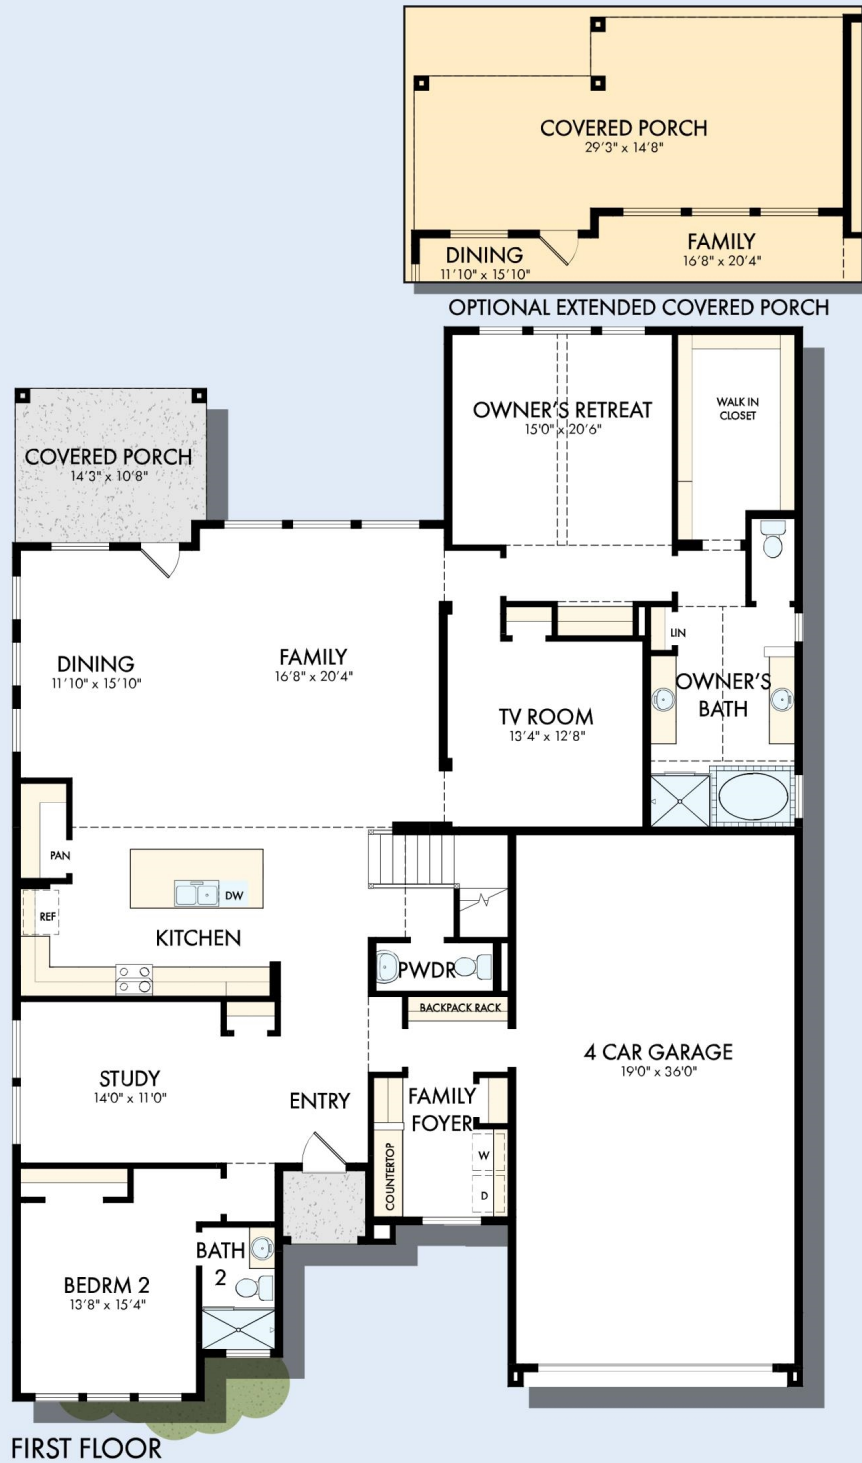 COVERED PORCH
29'3" x 14'8"
DINING
11'10" x 15'10"
FAMILY
16'8" x 20'4"
OPTIONAL EXTENDED COVERED PORCH
OWNER'S RETREAT
15'0" x 20'6"
WALK IN
CLOSET
COVERED PORCH
14'3" x 10'8"
LIN
DINING
11'10" x 15'10"
FAMILY
16'8" x 20'4"
OWNER'S
BATH
TV ROOM
13'4" x 12'8"
PAN
DW
REF
KITCHEN
PWDR
BACKPACK RACK
4 CAR GARAGE
19'0" x 36'0"
STUDY
14'0" x 11'0"
ENTRY
FAMILY
FOYER
COUNTERTOP
W
D
BATH
2
BEDRM 2
13'8" x 15'4"
FIRST FLOOR